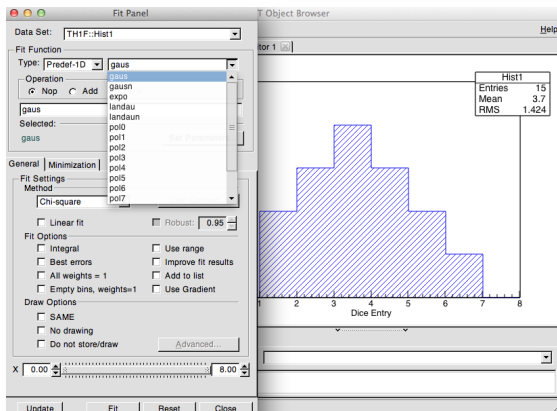 Fit Panel
T Object Browser
Help
Data Set: TH1F::Hist1
tor 1
Fit Function
Type: Predef-1D gaus
Operation
Nop Add
gaus
gausn
expo
landau
landaun
pol0
pol1
pol2
pol3
pol4
pol5
pol6
pol7
gaus
Selected:
gaus
General Minimization
Fit Settings
Method
Chi-square
Linear fit Robust: 0.95
Fit Options
Integral Use range
Best errors Improve fit results
All weights = 1 Add to list
Empty bins, weights=1 Use Gradient
Draw Options
SAME
No drawing
Do not store/draw Advanced...
X 0.00 8.00
Update Fit Reset Close
Hist1
Entries 15
Mean 3.7
RMS 1.424
1 2 3 4 5 6 7 8
Dice Entry